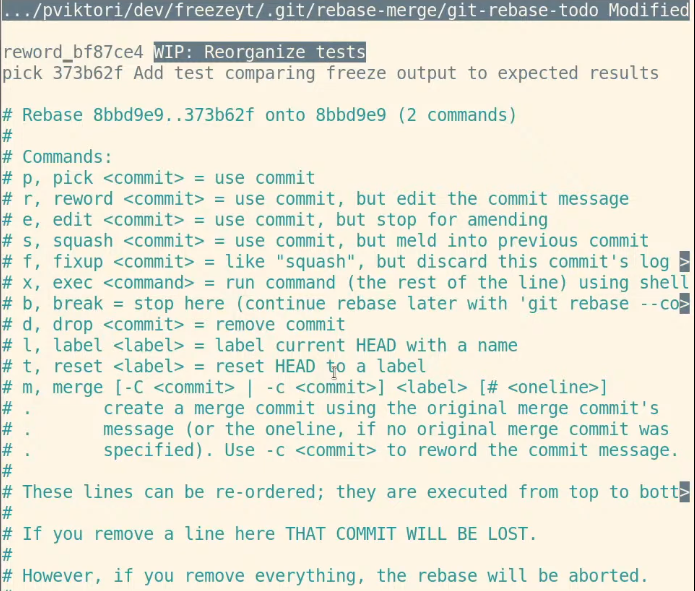 .../pviktori/dev/freezeyt/.git/rebase-merge/git-rebase-todo Modified
reword bf87ce4 WIP: Reorganize tests
pick 373b62f Add test comparing freeze output to expected results
# Rebase 8bbd9e9..373b62f onto 8bbd9e9 (2 commands)
#
# Commands:
# p, pick <commit> = use commit
# r, reword <commit> = use commit, but edit the commit message
# e, edit <commit> = use commit, but stop for amending
# s, squash <commit> = use commit, but meld into previous commit
# f, fixup <commit> = like "squash", but discard this commit's log >
# x, exec <command> = run command (the rest of the line) using shell
# b, break = stop here (continue rebase later with 'git rebase --co>
# d, drop <commit> = remove commit
# l, label <label> = label current HEAD with a name
# t, reset <label> = reset HEAD to a label
# m, merge [-C <commit> | -c <commit>] <label> [# <oneline>]
# .       create a merge commit using the original merge commit's
# .       message (or the oneline, if no original merge commit was
# .       specified). Use -c <commit> to reword the commit message.
#
# These lines can be re-ordered; they are executed from top to bott>
#
# If you remove a line here THAT COMMIT WILL BE LOST.
#
# However, if you remove everything, the rebase will be aborted.
#